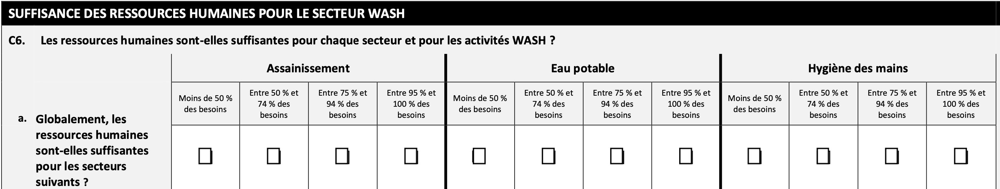 SUFFISANCE DES RESSOURCES HUMAINES POUR LE SECTEUR WASH
C6. Les ressources humaines sont-elles suffisantes pour chaque secteur et pour les activités WASH ?
Assainissement
Eau potable
Hygiène des mains
Moins de 50 %
des besoins
Entre 50 % et
74 % des
besoins
Entre 75 % et
94 % des
besoins
Entre 95 % et
100 % des
besoins
Moins de 50 %
des besoins
Entre 50 % et
74 % des
besoins
Entre 75 % et
94 % des
besoins
Entre 95 % et
100 % des
besoins
Moins de 50 %
des besoins
Entre 50 % et
74 % des
besoins
Entre 75 % et
94 % des
besoins
Entre 95 % et
100 % des
besoins
a. Globalement, les
ressources humaines
sont-elles suffisantes
pour les secteurs
suivants ?